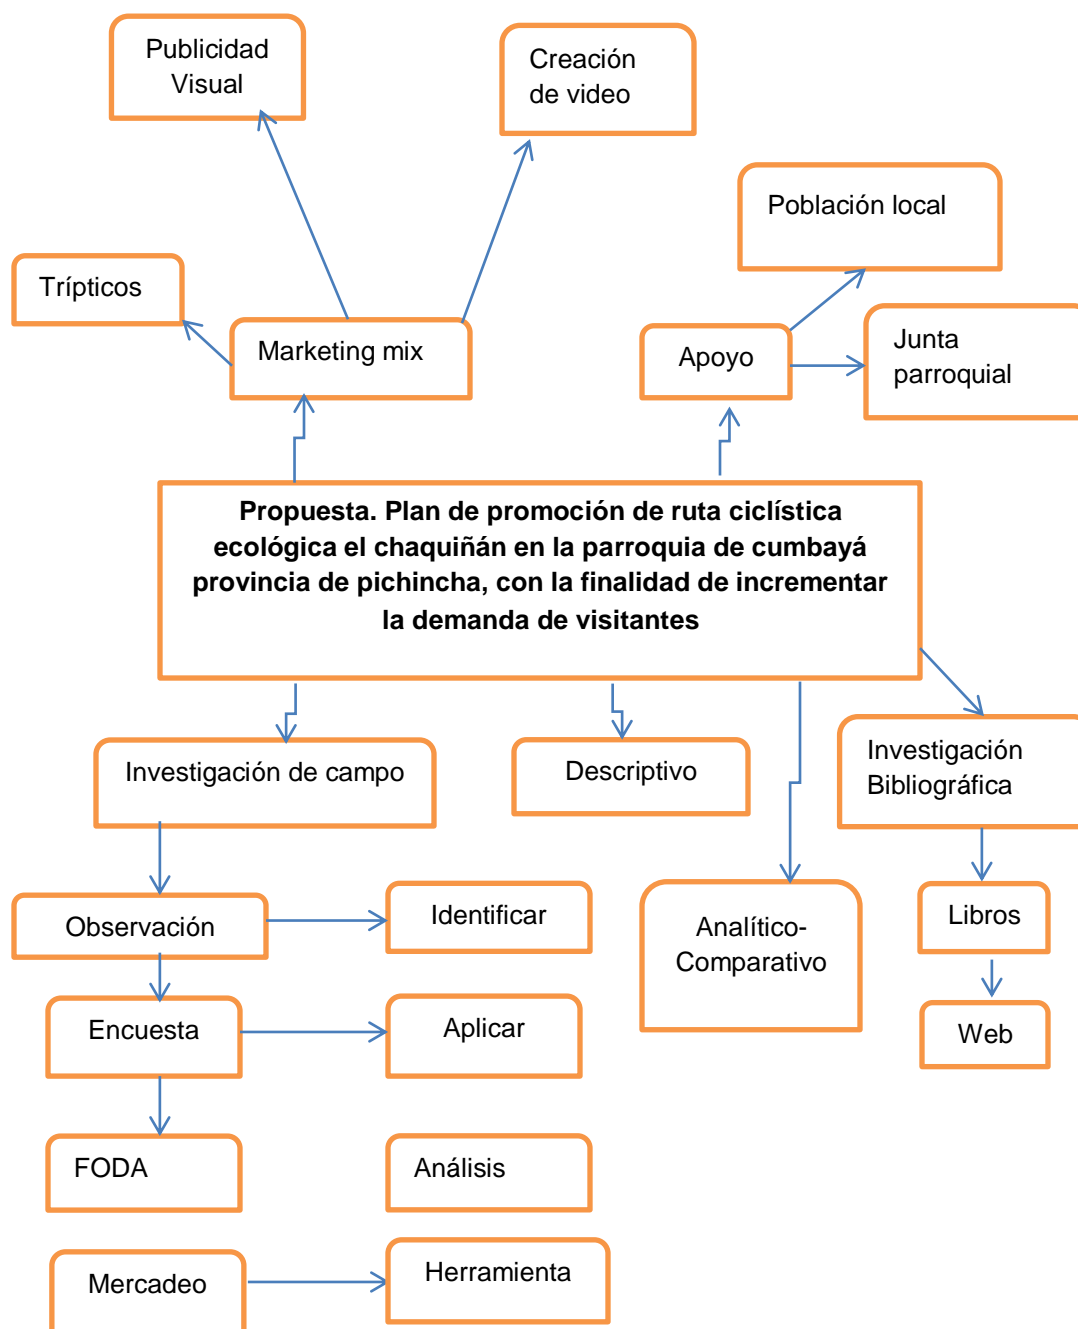 Publicidad
Visual
Creación
de video
Población local
Trípticos
Marketing mix
Apoyo
Junta
parroquial
Propuesta. Plan de promoción de ruta ciclística
ecológica el chaquiñán en la parroquia de cumbayá
provincia de pichincha, con la finalidad de incrementar
la demanda de visitantes
Investigación de campo
Descriptivo
Investigación
Bibliográfica
Observación
Identificar
Analítico-
Comparativo
Libros
Encuesta
Aplicar
Web
FODA
Análisis
Mercadeo
Herramienta